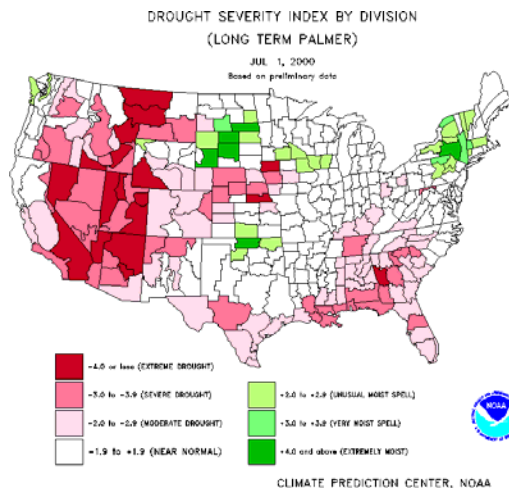 DROUGHT SEVERITY INDEX BY DIVISION
(LONG TERM PALMER)
JUL 1, 2000
Based on preliminary data
-4.0 or less (EXTREME DROUGHT)
-3.0 to -3.9 (SEVERE DROUGHT)
-2.0 to -2.9 (MODERATE DROUGHT)
-1.9 to +1.9 (NEAR NORMAL)
+2.0 to +2.9 (UNUSUAL MOIST SPELL)
+3.0 to +3.9 (VERY MOIST SPELL)
+4.0 and above (EXTREMELY MOIST)
NOAA
CLIMATE PREDICTION CENTER, NOAA